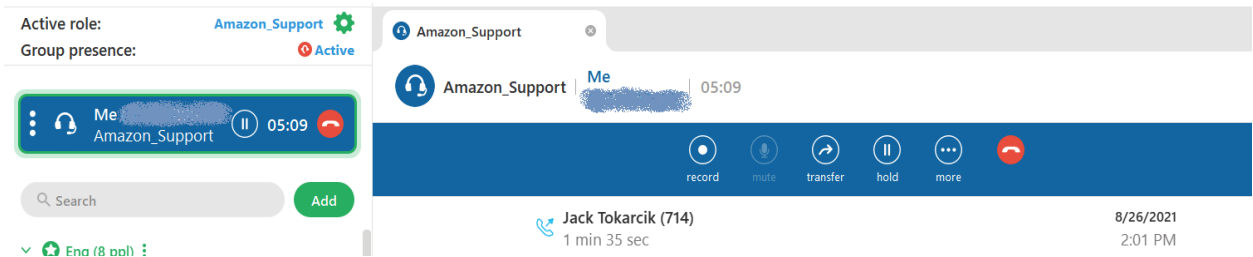 Active role: Amazon_Support
Group presence: Active
Me 05:09
Amazon_Support
Search Add
Eng (8 ppl)
Amazon_Support
Amazon_Support Me 05:09
record mute transfer hold more
Jack Tokarcik (714) 8/26/2021
1 min 35 sec 2:01 PM